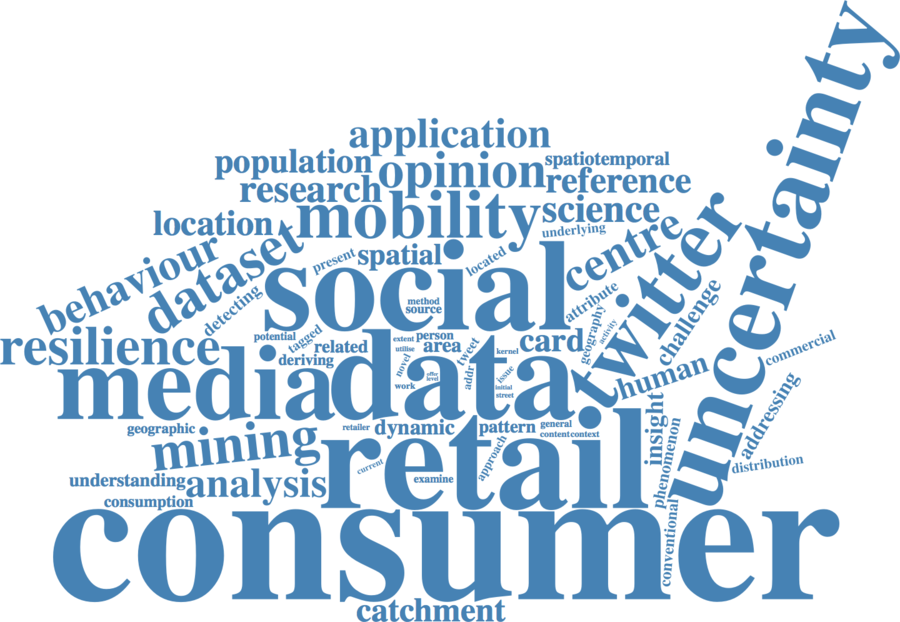 uncertainty
application
population
opinion
spatiotemporal
research
reference
location
mobility
science
underlying
behaviour
dataset
present
spatial
located
centre
twitter
detecting
social
method
source
attribute
geography
activity
challenge
resilience
potential
tagged
related
deriving
extent
utilise
person
area
tweet
kernel
card
commercial
media
data
novel
work
offer
level
addr
issue
initial
street
human
geographic
mining
retailer
dynamic
pattern
general
content
context
insight
addressing
retail
current
approach
phenomenon
understanding
analysis
examine
distribution
consumption
conventional
consumer
catchment